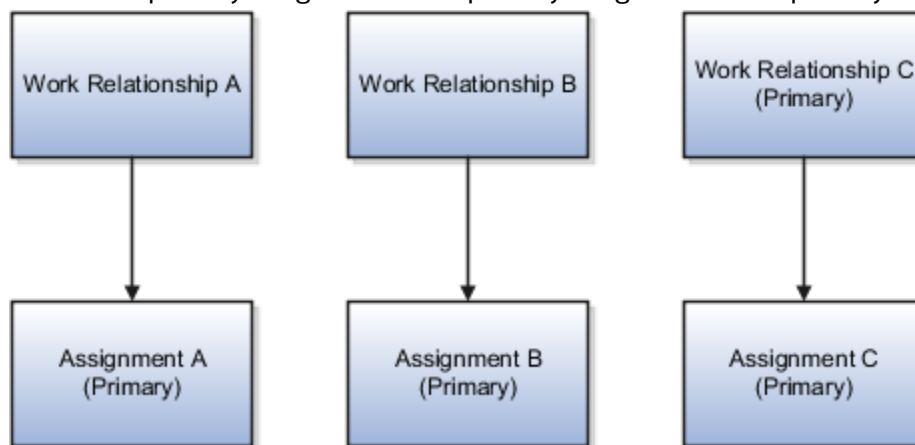 Work Relationship A
Work Relationship B
Work Relationship C
(Primary)
Assignment A
(Primary)
Assignment B
(Primary)
Assignment C
(Primary)